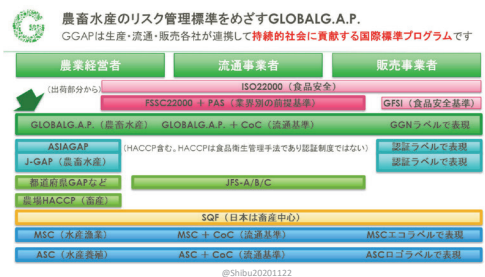 農畜水産のリスク管理標準をめざすGLOBALG.A.P.
GGAPは生産・流通・販売各社が連携して持続的社会に貢献する国際標準プログラムです
農業経営者 流通事業者 販売事業者
(出荷部分から) ISO22000（食品安全）
FSSC22000 + PAS（業界別の前提基準） GFSI（食品安全基準）
GLOBALG.A.P.（農畜水産） GLOBALG.A.P. + CoC（流通基準） GGNラベルで表現
ASIAGAP (HACCP含む。HACCPは食品衛生管理手法であり認証制度ではない) 認証ラベルで表現
J-GAP（農畜水産） 認証ラベルで表現
都道府県GAPなど JFS-A/B/C
農場HACCP（畜産）
SQF（日本は畜産中心）
MSC（水産漁業） MSC + CoC（流通基準） MSCエコラベルで表現
ASC（水産養殖） ASC + CoC（流通基準） ASCロゴラベルで表現
@Shibu20201122